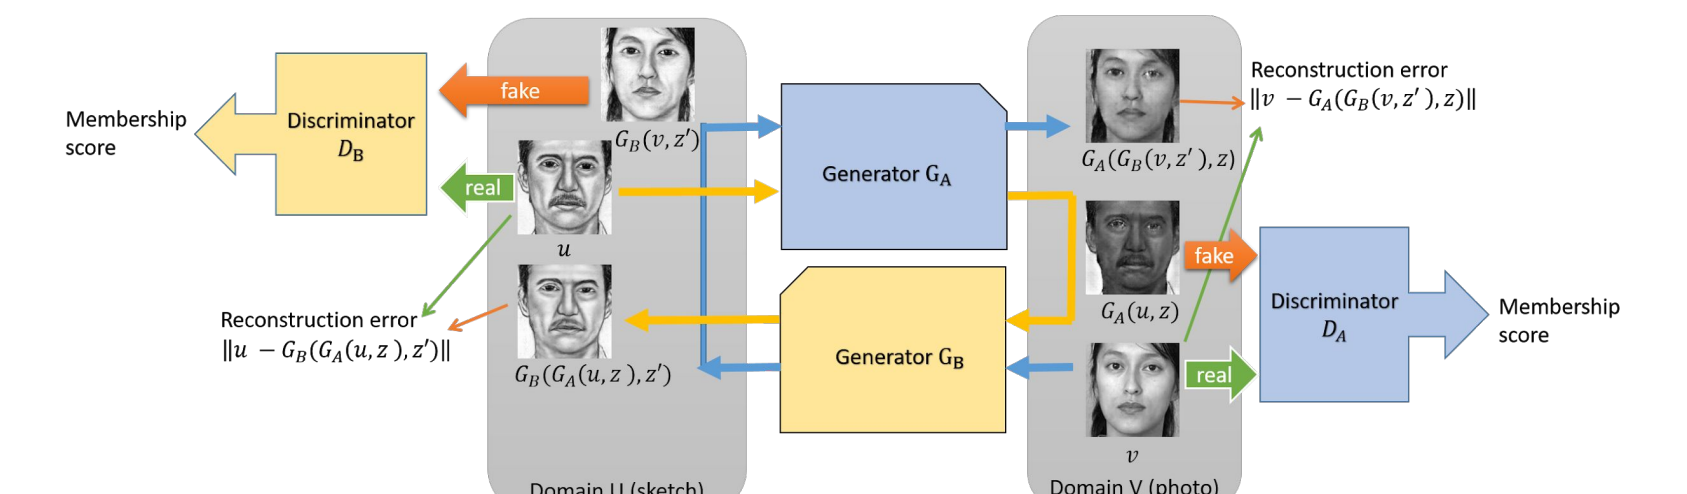 Membership
score
Discriminator
D_B
fake
real
G_B(v, z′)
u
G_B(G_A(u, z ), z′)
Reconstruction error
‖u − G_B(G_A(u, z ), z′)‖
Domain U (sketch)
Generator G_A
Generator G_B
G_A(G_B(v, z′ ), z)
G_A(u, z)
v
Domain V (photo)
Reconstruction error
‖v − G_A(G_B(v, z′ ), z)‖
fake
real
Discriminator
D_A
Membership
score